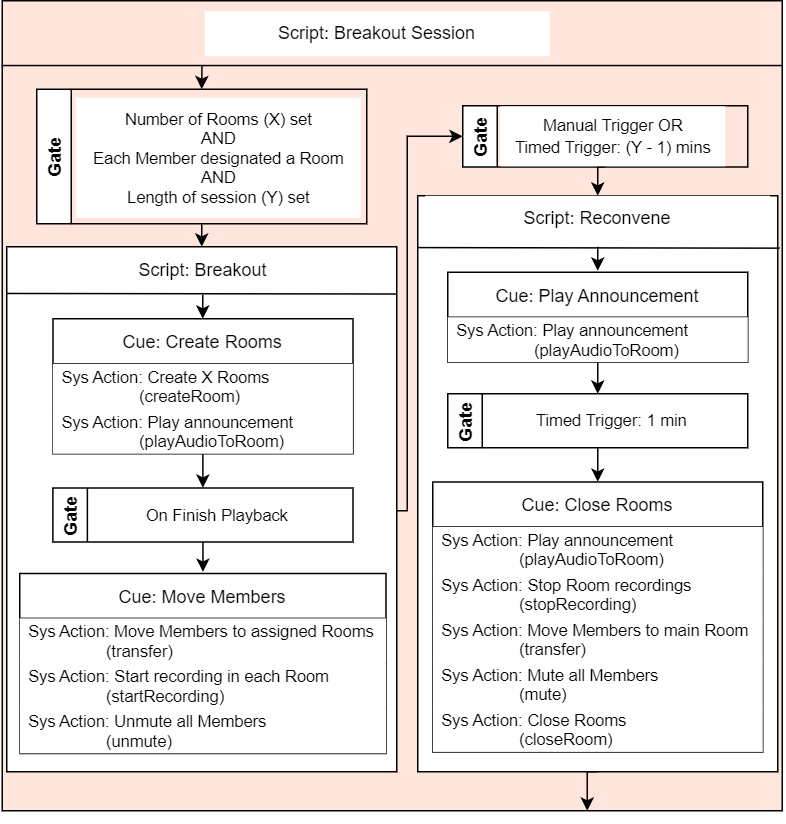 Script: Breakout Session
Gate
Number of Rooms (X) set
AND
Each Member designated a Room
AND
Length of session (Y) set
Script: Breakout
Cue: Create Rooms
Sys Action: Create X Rooms
(createRoom)
Sys Action: Play announcement
(playAudioToRoom)
Gate
On Finish Playback
Cue: Move Members
Sys Action: Move Members to assigned Rooms
(transfer)
Sys Action: Start recording in each Room
(startRecording)
Sys Action: Unmute all Members
(unmute)
Gate
Manual Trigger OR
Timed Trigger: (Y - 1) mins
Script: Reconvene
Cue: Play Announcement
Sys Action: Play announcement
(playAudioToRoom)
Gate
Timed Trigger: 1 min
Cue: Close Rooms
Sys Action: Play announcement
(playAudioToRoom)
Sys Action: Stop Room recordings
(stopRecording)
Sys Action: Move Members to main Room
(transfer)
Sys Action: Mute all Members
(mute)
Sys Action: Close Rooms
(closeRoom)